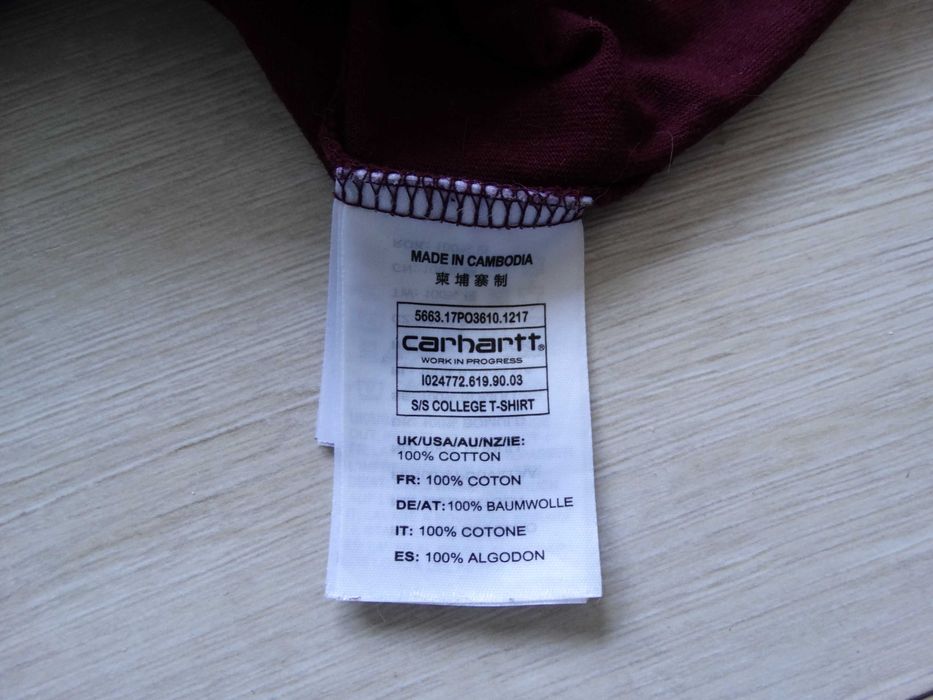 MADE IN CAMBODIA
柬埔寨制
5663.17PO3610.1217
carhartt®
WORK IN PROGRESS
I024772.619.90.03
S/S COLLEGE T-SHIRT
UK/USA/AU/NZ/IE:
100% COTTON
FR: 100% COTON
DE/AT:100% BAUMWOLLE
IT: 100% COTONE
ES: 100% ALGODON